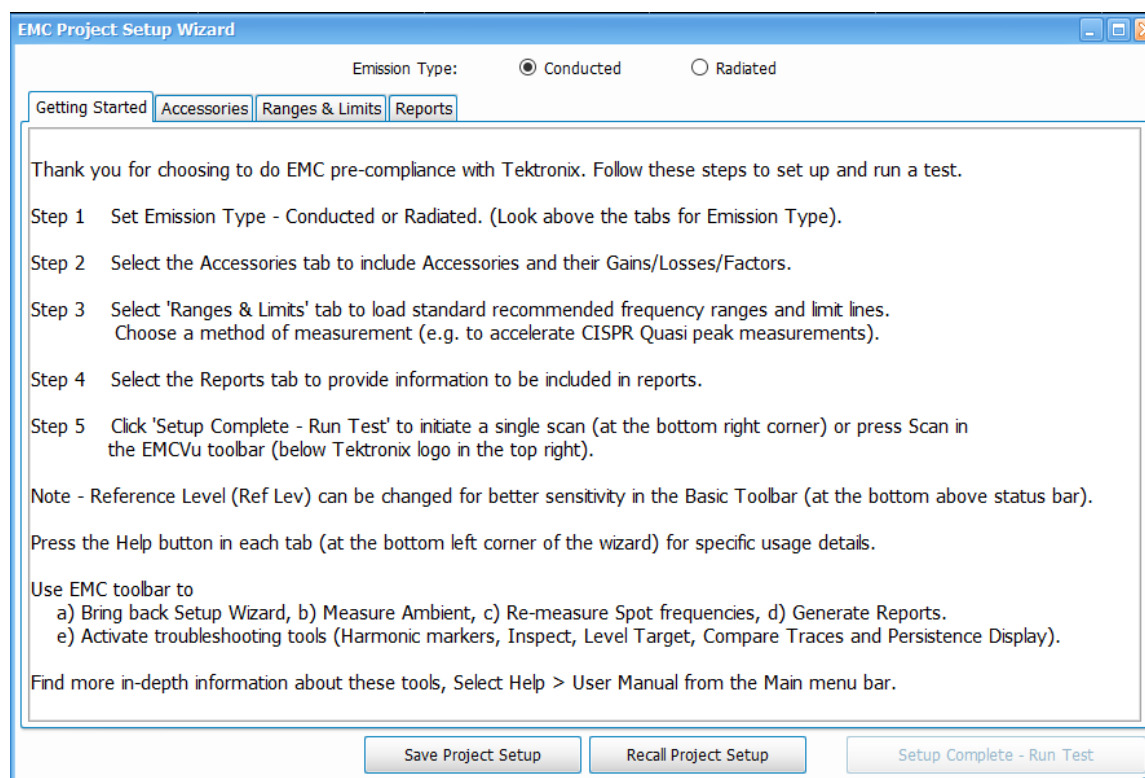 EMC Project Setup Wizard
Emission Type: Conducted Radiated
Getting Started Accessories Ranges & Limits Reports
Thank you for choosing to do EMC pre-compliance with Tektronix. Follow these steps to set up and run a test.
Step 1 Set Emission Type - Conducted or Radiated. (Look above the tabs for Emission Type).
Step 2 Select the Accessories tab to include Accessories and their Gains/Losses/Factors.
Step 3 Select 'Ranges & Limits' tab to load standard recommended frequency ranges and limit lines.
Choose a method of measurement (e.g. to accelerate CISPR Quasi peak measurements).
Step 4 Select the Reports tab to provide information to be included in reports.
Step 5 Click 'Setup Complete - Run Test' to initiate a single scan (at the bottom right corner) or press Scan in
the EMCVu toolbar (below Tektronix logo in the top right).
Note - Reference Level (Ref Lev) can be changed for better sensitivity in the Basic Toolbar (at the bottom above status bar).
Press the Help button in each tab (at the bottom left corner of the wizard) for specific usage details.
Use EMC toolbar to
a) Bring back Setup Wizard, b) Measure Ambient, c) Re-measure Spot frequencies, d) Generate Reports.
e) Activate troubleshooting tools (Harmonic markers, Inspect, Level Target, Compare Traces and Persistence Display).
Find more in-depth information about these tools, Select Help > User Manual from the Main menu bar.
Save Project Setup Recall Project Setup Setup Complete - Run Test